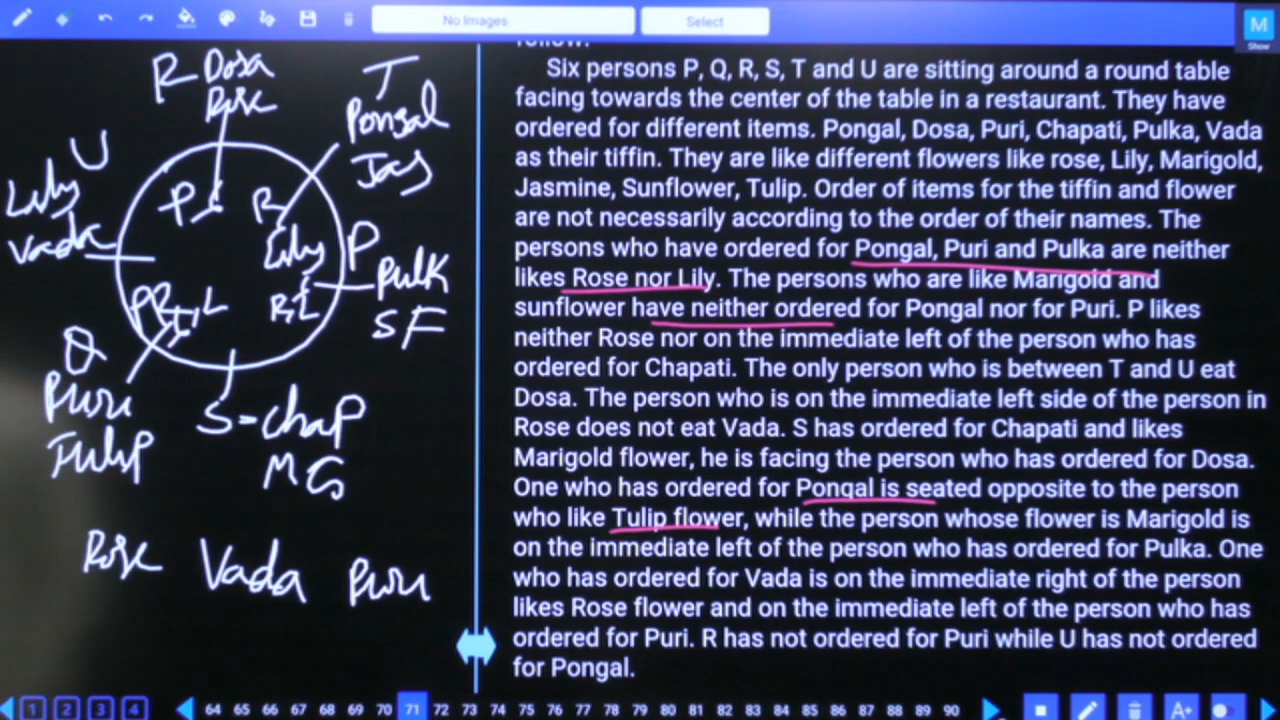 No Images
Select
M
Show
follow.
Six persons P, Q, R, S, T and U are sitting around a round table
facing towards the center of the table in a restaurant. They have
ordered for different items. Pongal, Dosa, Puri, Chapati, Pulka, Vada
as their tiffin. They are like different flowers like rose, Lily, Marigold,
Jasmine, Sunflower, Tulip. Order of items for the tiffin and flower
are not necessarily according to the order of their names. The
persons who have ordered for Pongal, Puri and Pulka are neither
likes Rose nor Lily. The persons who are like Marigold and
sunflower have neither ordered for Pongal nor for Puri. P likes
neither Rose nor on the immediate left of the person who has
ordered for Chapati. The only person who is between T and U eat
Dosa. The person who is on the immediate left side of the person in
Rose does not eat Vada. S has ordered for Chapati and likes
Marigold flower, he is facing the person who has ordered for Dosa.
One who has ordered for Pongal is seated opposite to the person
who like Tulip flower, while the person whose flower is Marigold is
on the immediate left of the person who has ordered for Pulka. One
who has ordered for Vada is on the immediate right of the person
likes Rose flower and on the immediate left of the person who has
ordered for Puri. R has not ordered for Puri while U has not ordered
for Pongal.
R Dosa
Rose
T
Pongal
Jas
U
Lily
Vada
P
R
Lily
P
Pulk
SF
R, L
Q
Puri
Tulip
S = Chap
MG
Rose Vada Puri
1 2 3 4
64 65 66 67 68 69 70 71 72 73 74 75 76 77 78 79 80 81 82 83 84 85 86 87 88 89 90
A+